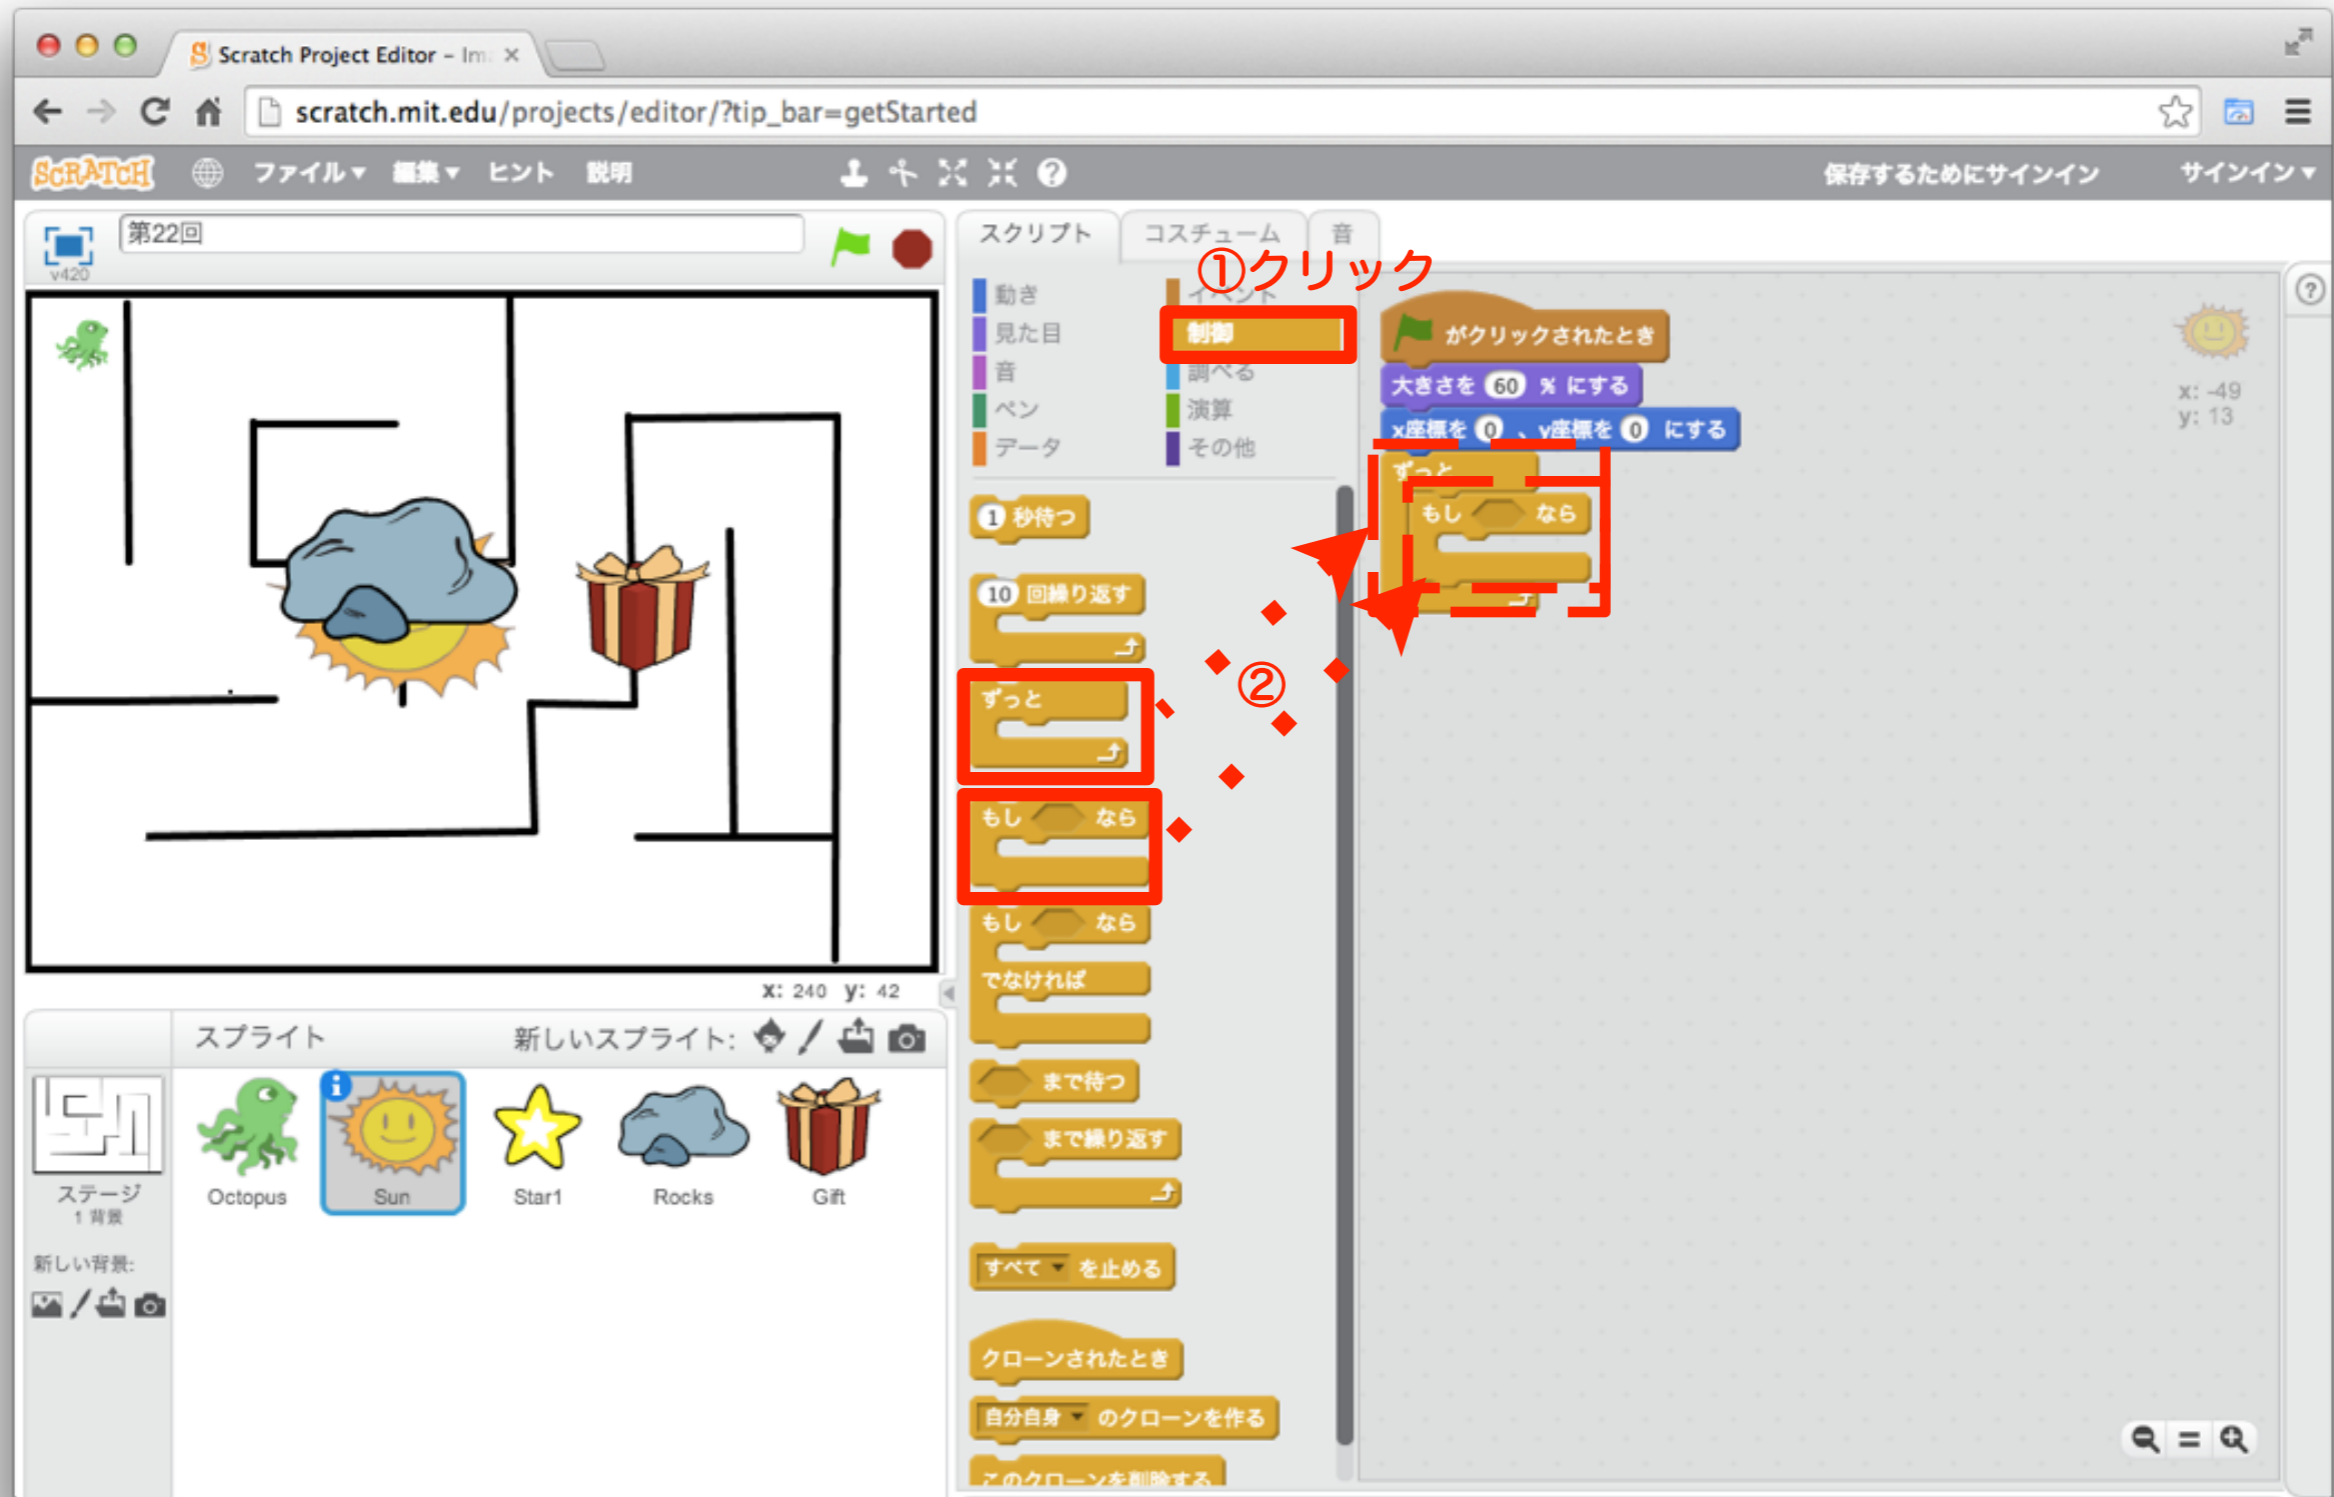 Scratch Project Editor – Im
scratch.mit.edu/projects/editor/?tip_bar=getStarted
SCRATCH ファイル▼ 編集▼ ヒント 説明 保存するためにサインイン サインイン▼
v420
第22回
スクリプト コスチューム 音
①クリック
動き イベント
見た目 制御
音 調べる
ペン 演算
データ その他
1 秒待つ
10 回繰り返す
ずっと
もし なら
もし なら
でなければ
まで待つ
まで繰り返す
すべて ▼ を止める
クローンされたとき
自分自身 ▼ のクローンを作る
このクローンを削除する
②
がクリックされたとき
大きさを 60 % にする
x座標を 0 、y座標を 0 にする
ずっと
もし なら
x: -49
y: 13
x: 240 y: 42
スプライト 新しいスプライト:
Octopus Sun Star1 Rocks Gift
ステージ
1 背景
新しい背景: